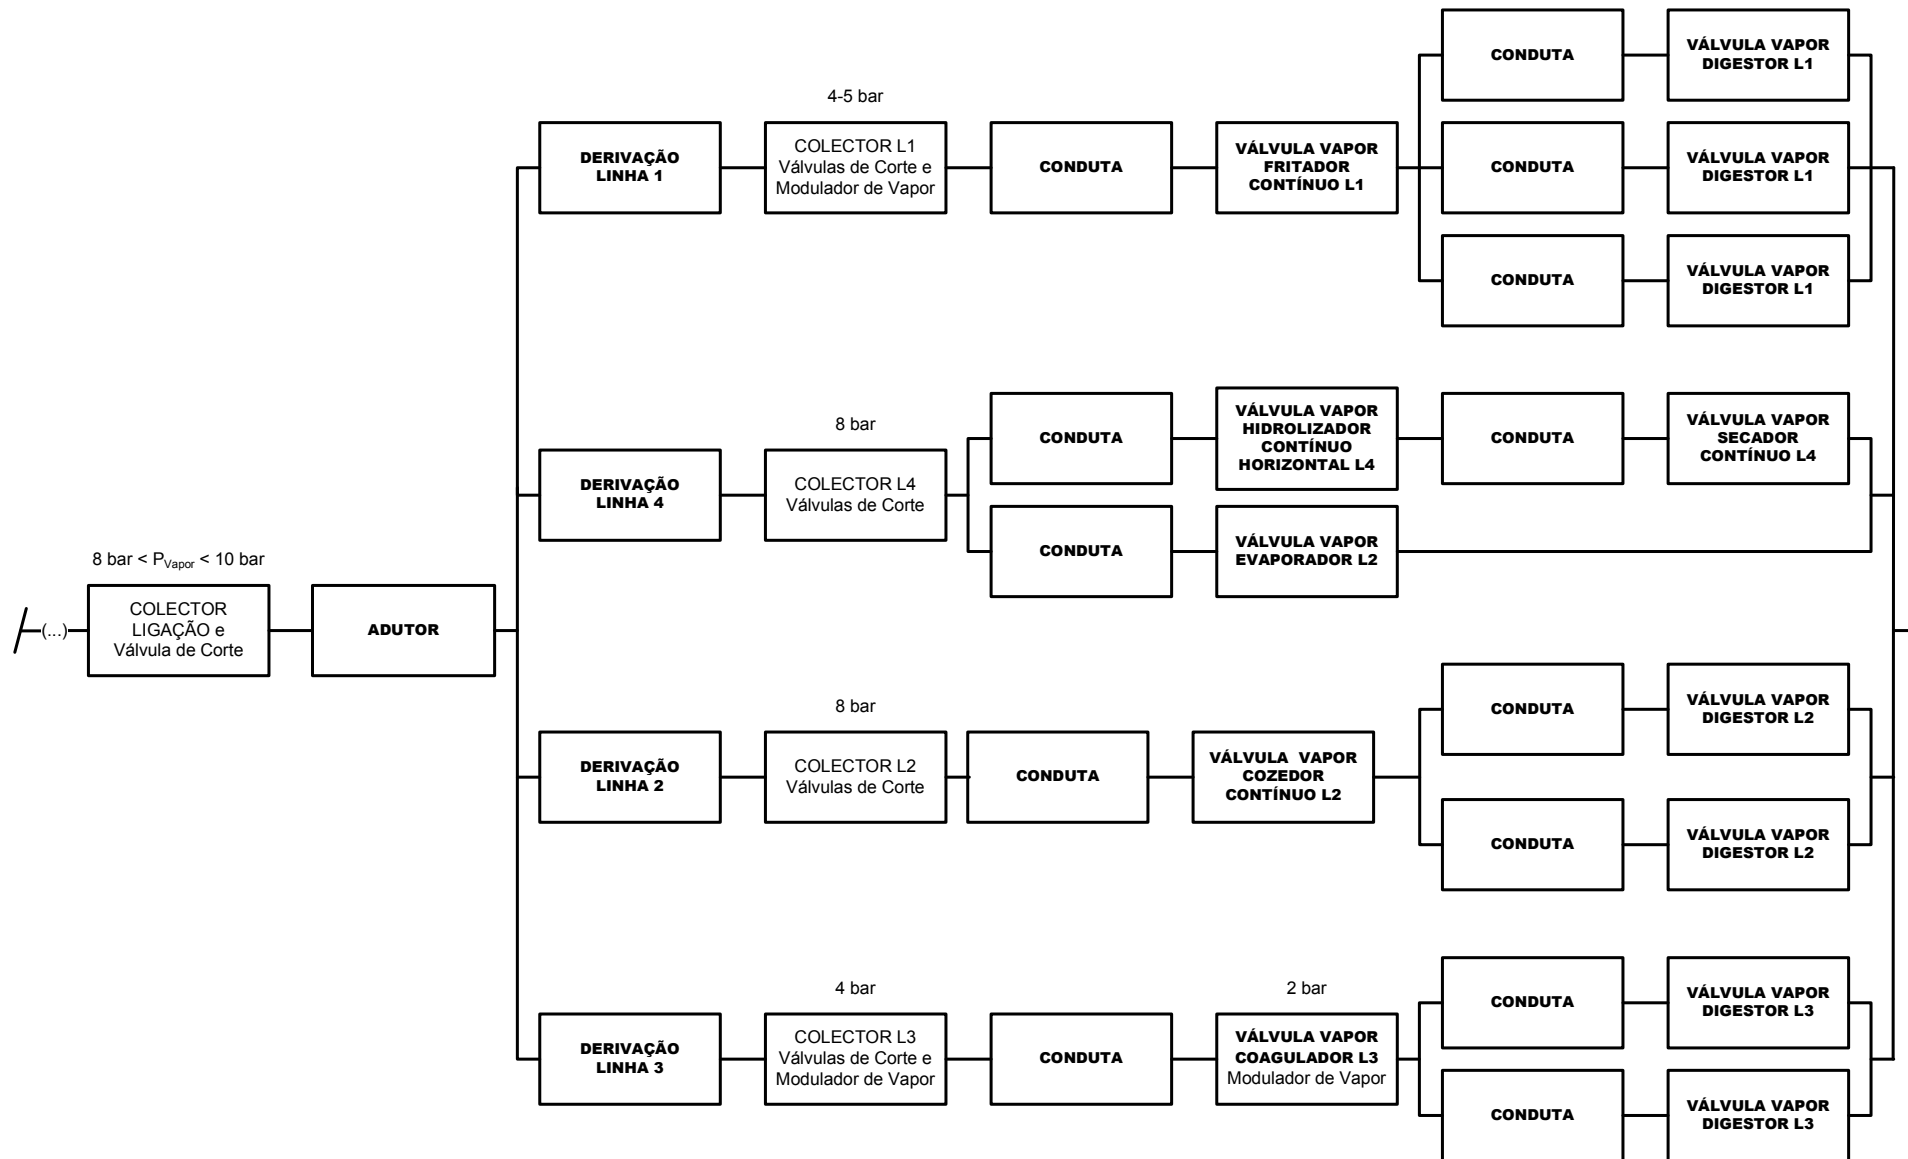 8 bar < PVapor < 10 bar
(...)
COLECTOR
LIGAÇÃO e
Válvula de Corte
ADUTOR
DERIVAÇÃO
LINHA 1
4-5 bar
COLECTOR L1
Válvulas de Corte e
Modulador de Vapor
CONDUTA
VÁLVULA VAPOR
FRITADOR
CONTÍNUO L1
CONDUTA
VÁLVULA VAPOR
DIGESTOR L1
CONDUTA
VÁLVULA VAPOR
DIGESTOR L1
CONDUTA
VÁLVULA VAPOR
DIGESTOR L1
DERIVAÇÃO
LINHA 4
8 bar
COLECTOR L4
Válvulas de Corte
CONDUTA
VÁLVULA VAPOR
HIDROLIZADOR
CONTÍNUO
HORIZONTAL L4
CONDUTA
VÁLVULA VAPOR
SECADOR
CONTÍNUO L4
CONDUTA
VÁLVULA VAPOR
EVAPORADOR L2
DERIVAÇÃO
LINHA 2
8 bar
COLECTOR L2
Válvulas de Corte
CONDUTA
VÁLVULA VAPOR
COZEDOR
CONTÍNUO L2
CONDUTA
VÁLVULA VAPOR
DIGESTOR L2
CONDUTA
VÁLVULA VAPOR
DIGESTOR L2
DERIVAÇÃO
LINHA 3
4 bar
COLECTOR L3
Válvulas de Corte e
Modulador de Vapor
CONDUTA
2 bar
VÁLVULA VAPOR
COAGULADOR L3
Modulador de Vapor
CONDUTA
VÁLVULA VAPOR
DIGESTOR L3
CONDUTA
VÁLVULA VAPOR
DIGESTOR L3